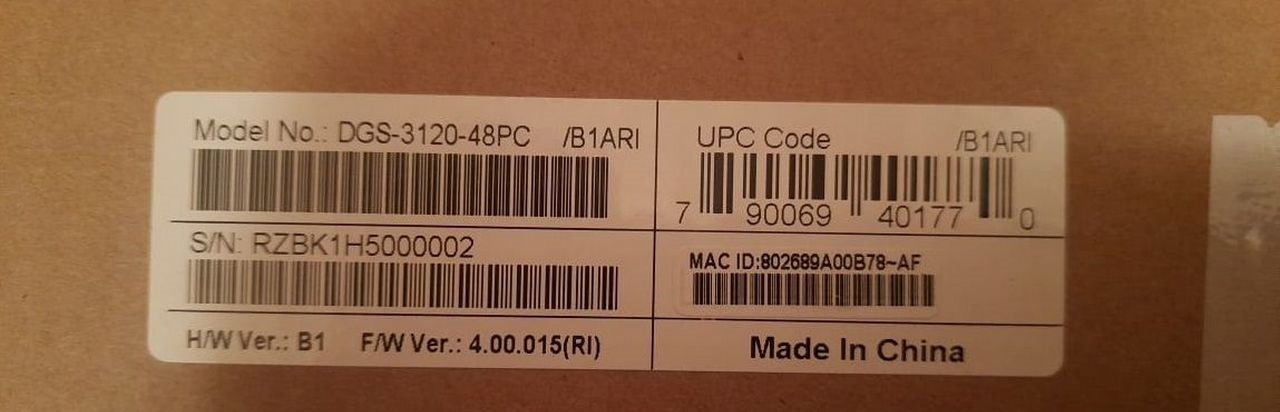 Model No.: DGS-3120-48PC /B1ARI
S/N: RZBK1H5000002
H/W Ver.: B1 F/W Ver.: 4.00.015(RI)
UPC Code /B1ARI
7 90069 40177 0
MAC ID:802689A00B78~AF
Made In China